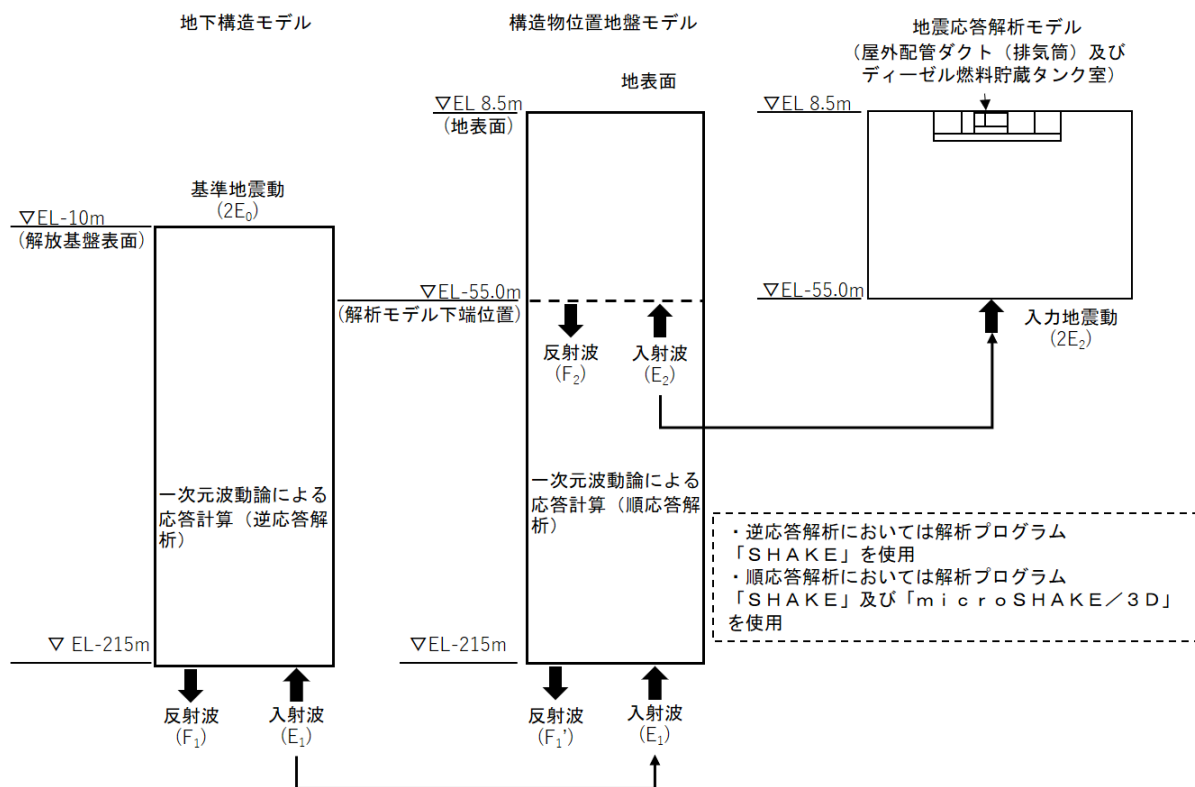 地下構造モデル
▽EL-10m
(解放基盤表面)
基準地震動
(2E₀)
一次元波動論による
応答計算（逆応答解
析）
▽ EL-215m
反射波
(F₁)
入射波
(E₁)
構造物位置地盤モデル
地表面
▽EL 8.5m
(地表面)
▽EL-55.0m
(解析モデル下端位置)
反射波
(F₂)
入射波
(E₂)
一次元波動論による
応答計算（順応答解
析）
▽EL-215m
反射波
(F₁')
入射波
(E₁)
地震応答解析モデル
（屋外配管ダクト（排気筒）及び
ディーゼル燃料貯蔵タンク室）
▽EL 8.5m
▽EL-55.0m
入力地震動
(2E₂)
・逆応答解析においては解析プログラム
「ＳＨＡＫＥ」を使用
・順応答解析においては解析プログラム
「ＳＨＡＫＥ」及び「ｍｉｃｒｏＳＨＡＫＥ／３Ｄ」
を使用